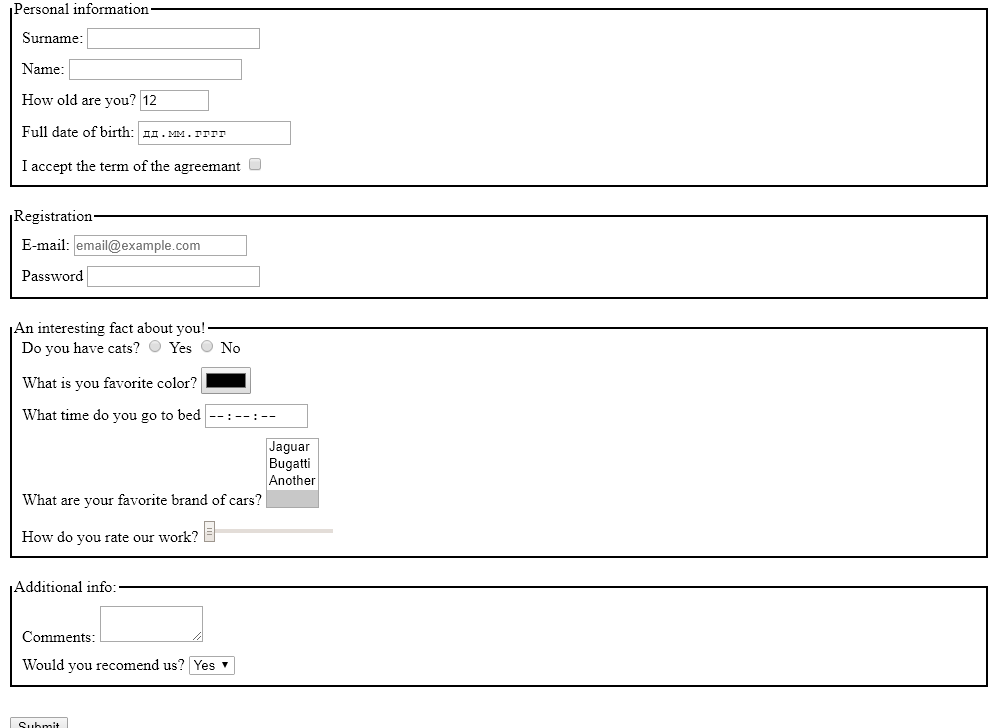 Personal information
Surname:
Name:
How old are you? 12
Full date of birth: дд.мм.гггг
I accept the term of the agreemant
Registration
E-mail: email@example.com
Password
An interesting fact about you!
Do you have cats? Yes No
What is you favorite color?
What time do you go to bed --:--:--
Jaguar
Bugatti
Another
What are your favorite brand of cars?
How do you rate our work?
Additional info:
Comments:
Would you recomend us? Yes
Submit